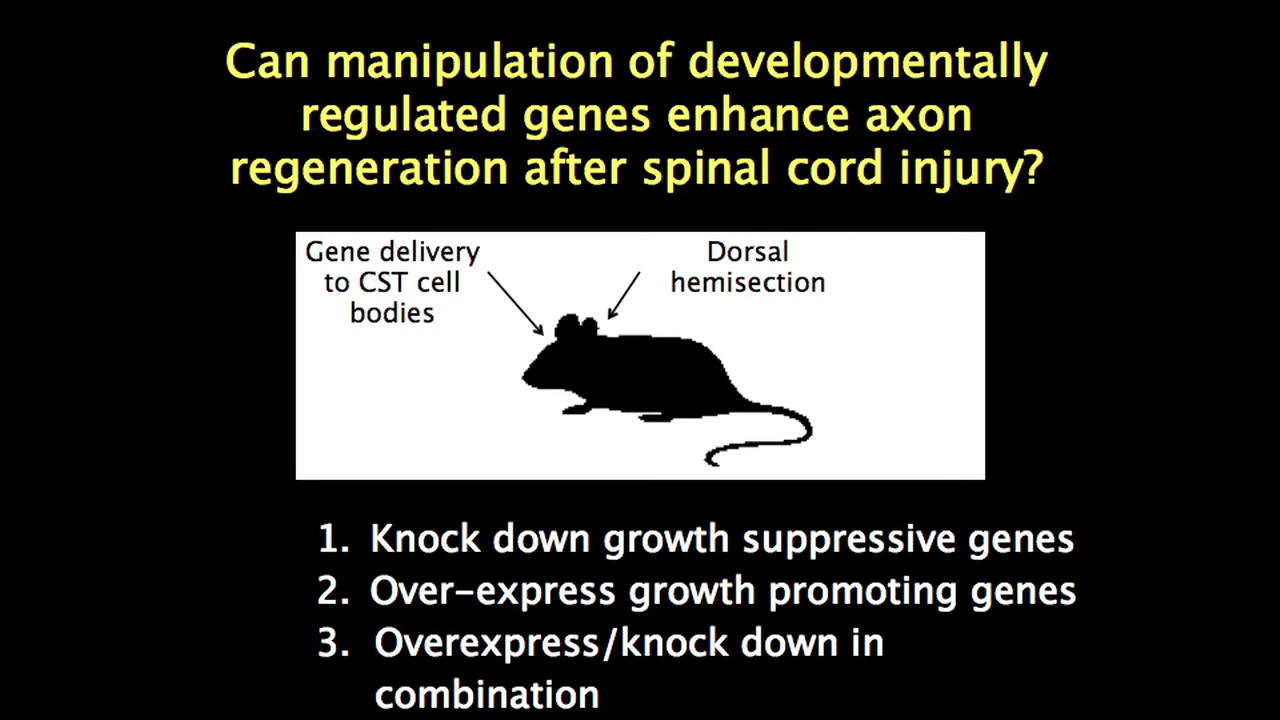 Can manipulation of developmentally
regulated genes enhance axon
regeneration after spinal cord injury?
Gene delivery
to CST cell
bodies
Dorsal
hemisection
1. Knock down growth suppressive genes
2. Over-express growth promoting genes
3. Overexpress/knock down in
combination